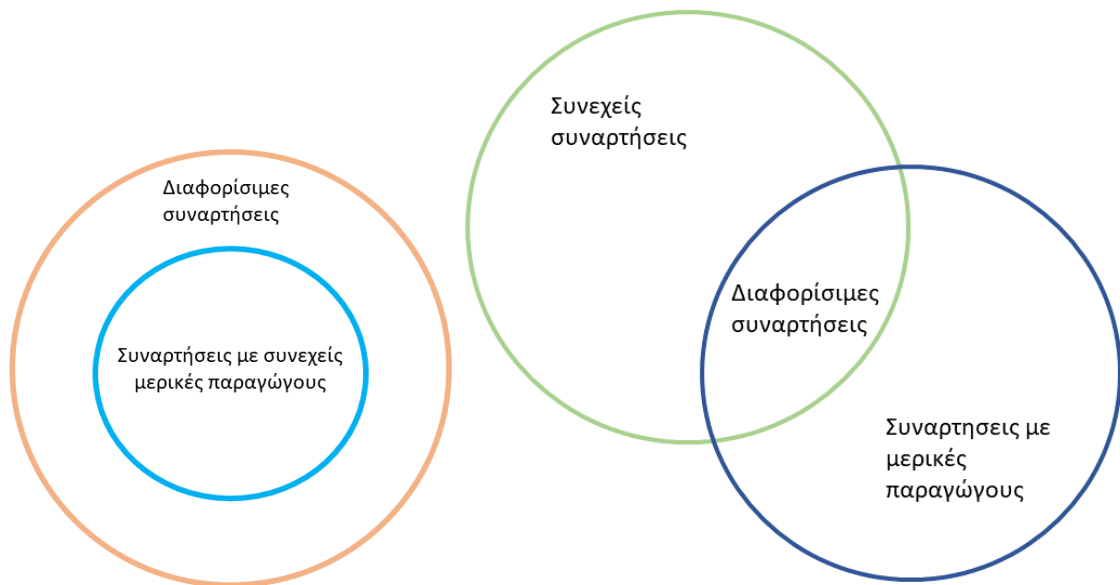 Διαφορίσιμες
συναρτήσεις
Συναρτήσεις με συνεχείς
μερικές παραγώγους
Συνεχείς
συναρτήσεις
Διαφορίσιμες
συναρτήσεις
Συναρτησεις με
μερικές
παραγώγους